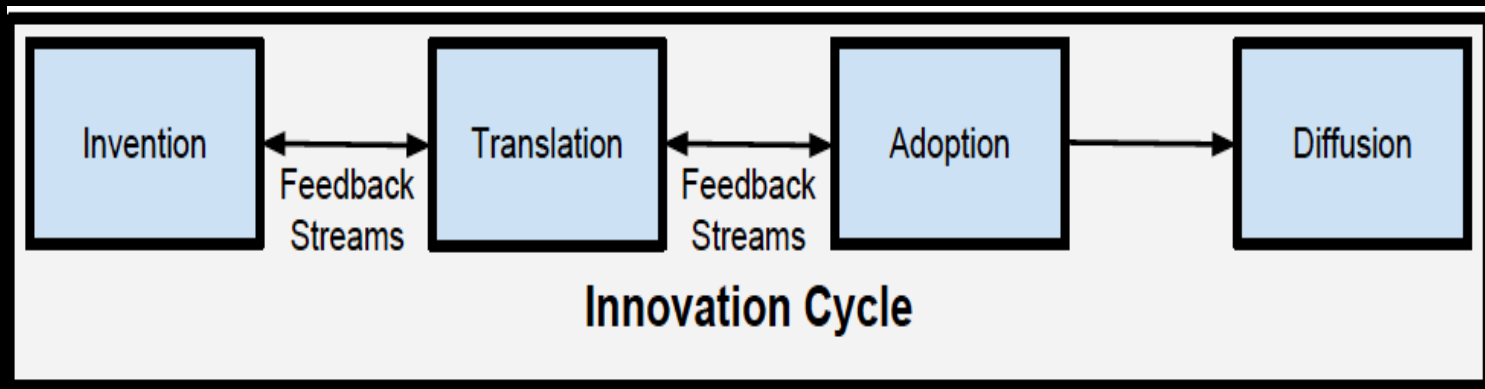 Invention
Translation
Adoption
Diffusion
Feedback
Streams
Feedback
Streams
Innovation Cycle